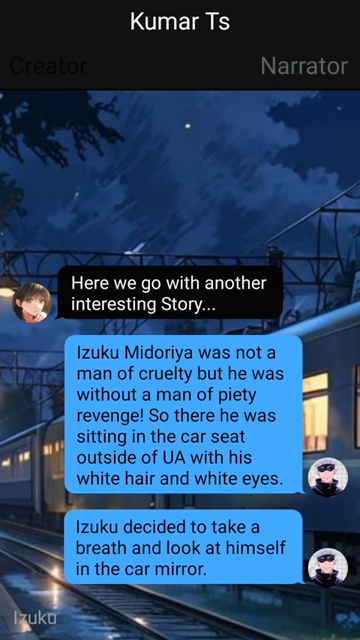 Kumar Ts
Creator
Narrator
Here we go with another
interesting Story...
Izuku Midoriya was not a
man of cruelty but he was
without a man of piety
revenge! So there he was
sitting in the car seat
outside of UA with his
white hair and white eyes.
Izuku decided to take a
breath and look at himself
in the car mirror.
Izuku